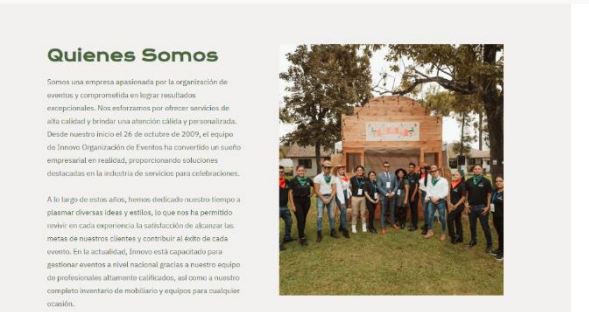 Quienes Somos
Somos una empresa apasionada por la organización de
eventos y comprometida en lograr resultados
excepcionales. Nos esforzamos por ofrecer servicios de
alta calidad y brindar una atención cálida y personalizada.
Desde nuestro inicio el 26 de octubre de 2009, el equipo
de Innovo Organización de Eventos ha convertido un sueño
empresarial en realidad, proporcionando soluciones
destacadas en la industria de servicios para celebraciones.
A lo largo de estos años, hemos dedicado nuestro tiempo a
plasmar diversas ideas y estilos, lo que nos ha permitido
revivir en cada experiencia la satisfacción de alcanzar las
metas de nuestros clientes y contribuir al éxito de cada
evento. En la actualidad, Innovo está capacitado para
gestionar eventos a nivel nacional gracias a nuestro equipo
de profesionales altamente calificados, así como a nuestro
completo inventario de mobiliario y equipos para cualquier
ocasión.